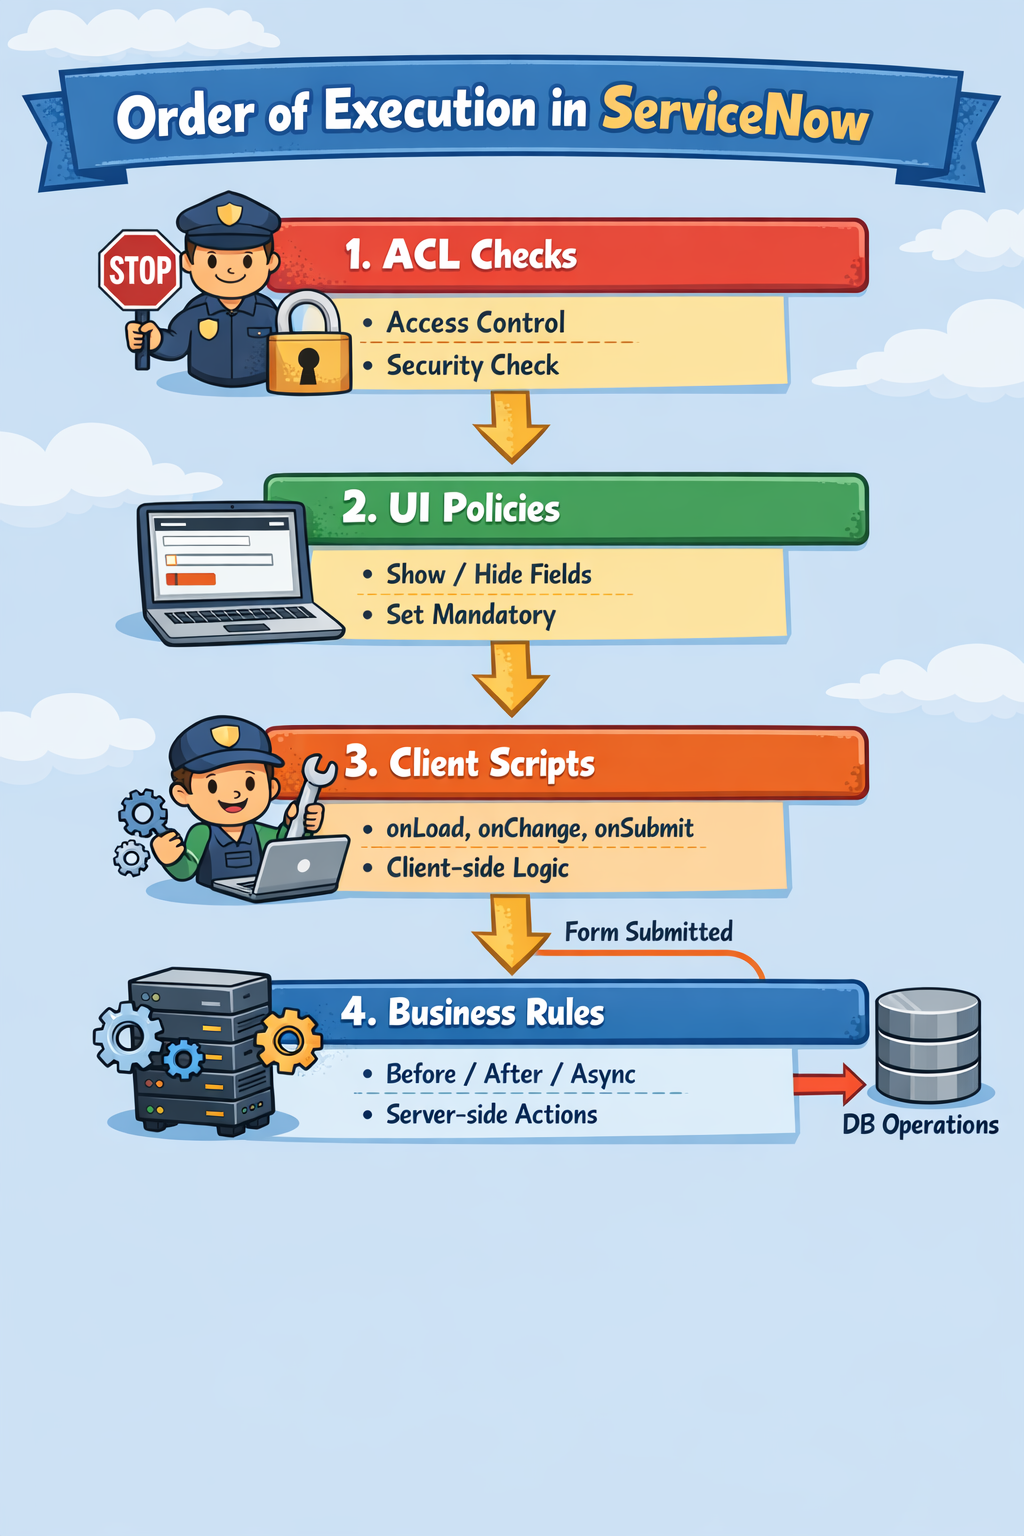 Order of Execution in ServiceNow
STOP
1. ACL Checks
• Access Control
• Security Check
2. UI Policies
• Show / Hide Fields
• Set Mandatory
3. Client Scripts
• onLoad, onChange, onSubmit
• Client-side Logic
Form Submitted
4. Business Rules
• Before / After / Async
• Server-side Actions
DB Operations